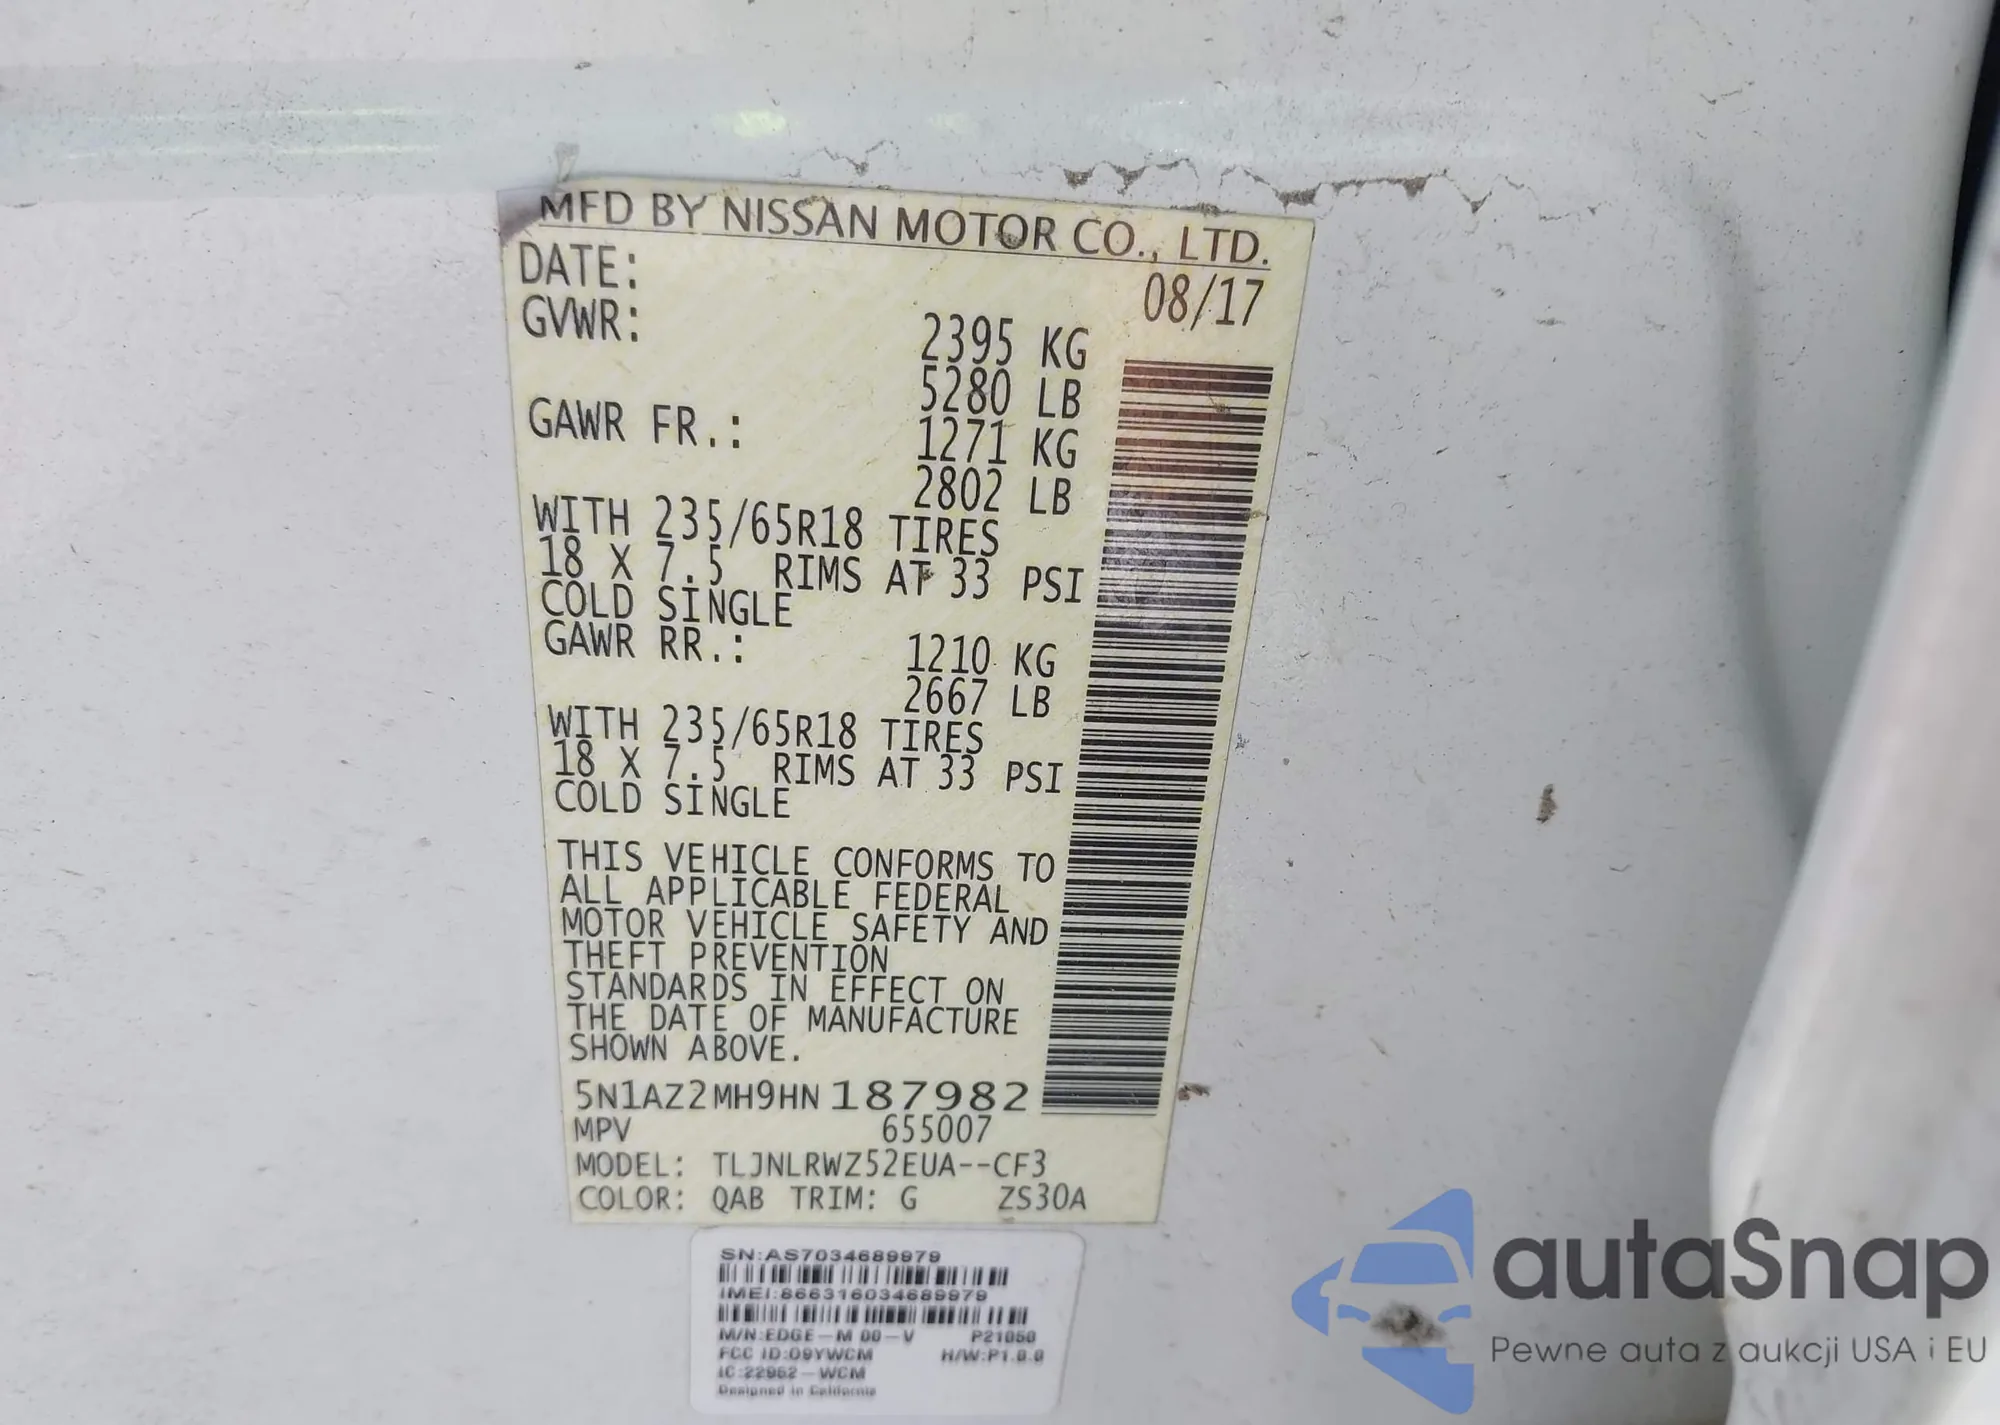 MFD BY NISSAN MOTOR CO., LTD.
DATE: 08/17
GVWR: 2395 KG
5280 LB
GAWR FR.: 1271 KG
2802 LB
WITH 235/65R18 TIRES
18 X 7.5 RIMS AT 33 PSI
COLD SINGLE
GAWR RR.: 1210 KG
2667 LB
WITH 235/65R18 TIRES
18 X 7.5 RIMS AT 33 PSI
COLD SINGLE
THIS VEHICLE CONFORMS TO
ALL APPLICABLE FEDERAL
MOTOR VEHICLE SAFETY AND
THEFT PREVENTION
STANDARDS IN EFFECT ON
THE DATE OF MANUFACTURE
SHOWN ABOVE.
5N1AZ2MH9HN187982
MPV 655007
MODEL: TLJNLRWZ52EUA--CF3
COLOR: QAB TRIM: G ZS30A
SN:AS7034689979
IMEI:866316034689979
M/N:EDGE-M 00-V P21050
FCC ID:O9YWCM H/W:P1.0.0
IC:22952-WCM
Designed in California
autaSnap
Pewne auta z aukcji USA i EU